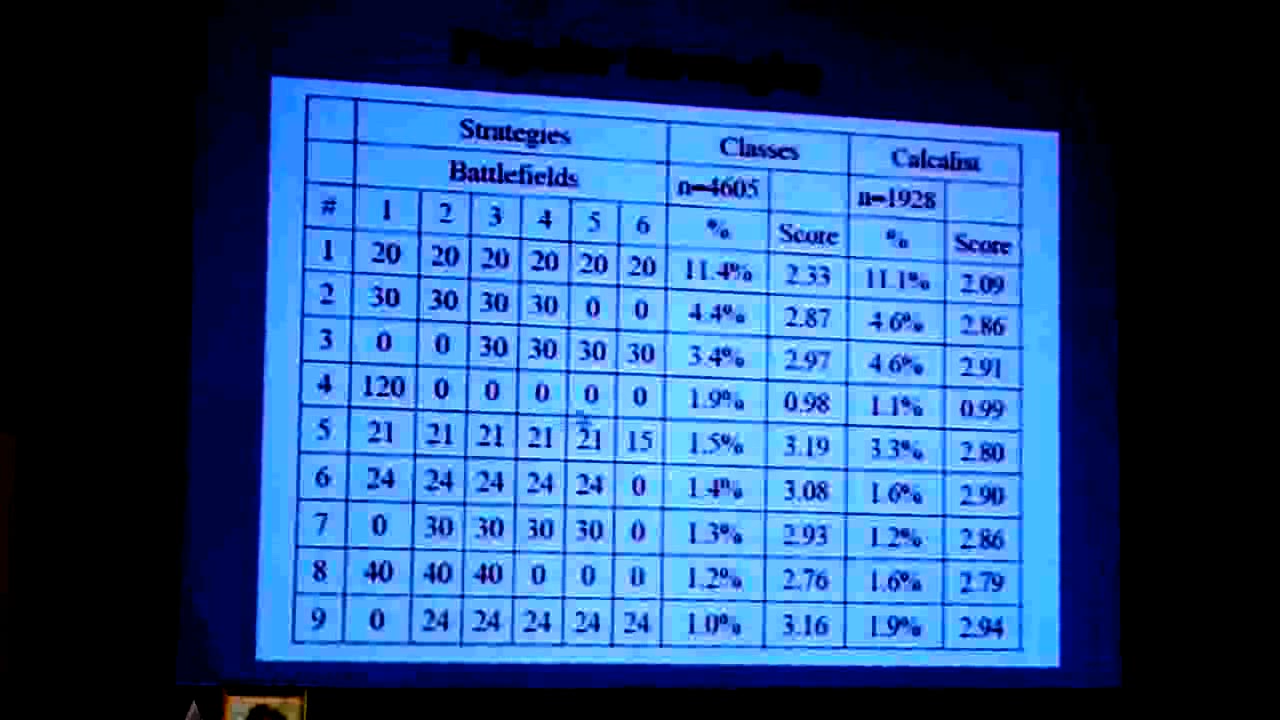 Popular strategies
Strategies Classes Calcalist
Battlefields n=4605 n=1928
# 1 2 3 4 5 6 % Score % Score
1 20 20 20 20 20 20 11.4% 2.33 11.1% 2.09
2 30 30 30 30 0 0 4.4% 2.87 4.6% 2.86
3 0 0 30 30 30 30 3.4% 2.97 4.6% 2.91
4 120 0 0 0 0 0 1.9% 0.98 1.1% 0.99
5 21 21 21 21 21 15 1.5% 3.19 3.3% 2.80
6 24 24 24 24 24 0 1.4% 3.08 1.6% 2.90
7 0 30 30 30 30 0 1.3% 2.93 1.2% 2.86
8 40 40 40 0 0 0 1.2% 2.76 1.6% 2.79
9 0 24 24 24 24 24 1.0% 3.16 1.9% 2.94